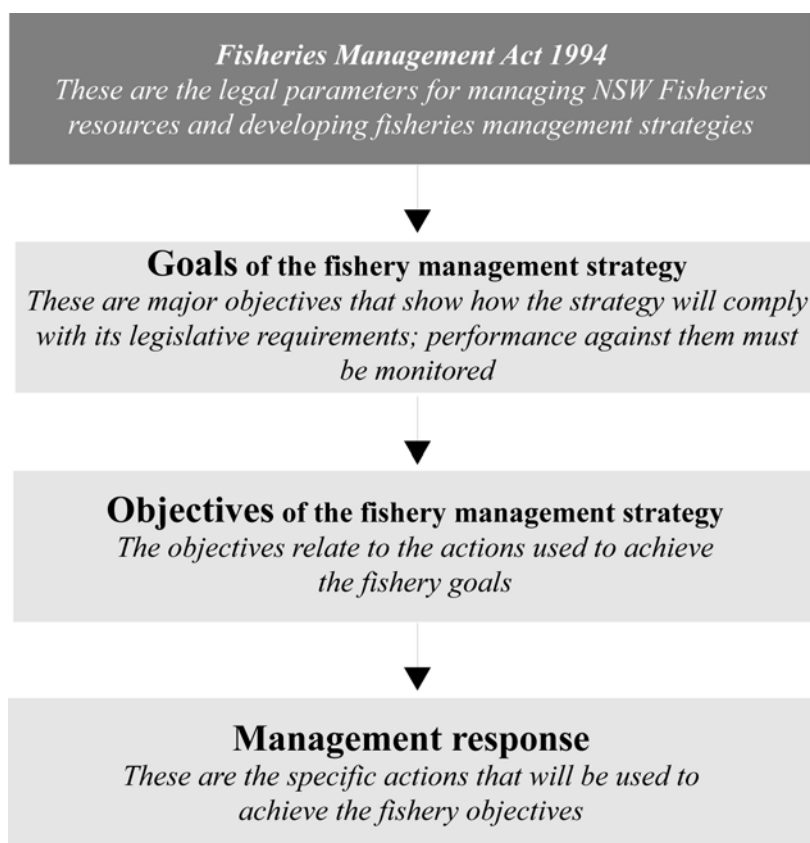 Fisheries Management Act 1994
These are the legal parameters for managing NSW Fisheries
resources and developing fisheries management strategies
Goals of the fishery management strategy
These are major objectives that show how the strategy will comply
with its legislative requirements; performance against them must
be monitored
Objectives of the fishery management strategy
The objectives relate to the actions used to achieve
the fishery goals
Management response
These are the specific actions that will be used to
achieve the fishery objectives